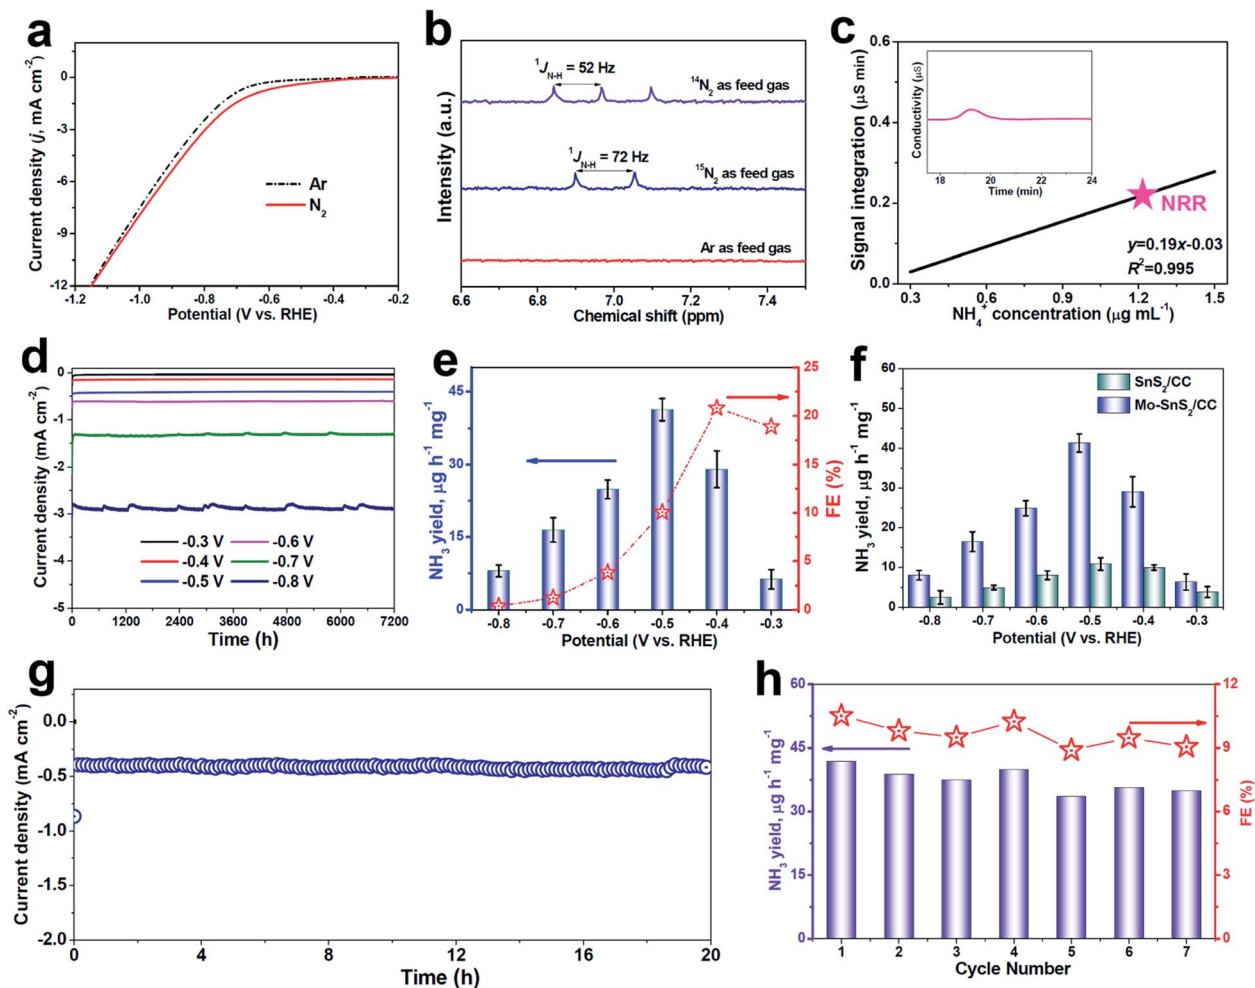 a
Current density (j, mA cm⁻²)
0
-3
-6
-9
-12
Ar
N₂
-1.2
-1.0
-0.8
-0.6
-0.4
-0.2
Potential (V vs. RHE)
b
Intensity (a.u.)
¹J_N-H = 52 Hz
¹⁴N₂ as feed gas
¹J_N-H = 72 Hz
¹⁵N₂ as feed gas
Ar as feed gas
6.6
6.8
7.0
7.2
7.4
Chemical shift (ppm)
c
Signal integration (µS min)
0.6
0.4
0.2
0.0
Conductivity (µS)
18
20
22
24
Time (min)
NRR
y=0.19x-0.03
R²=0.995
0.3
0.6
0.9
1.2
1.5
NH₄⁺ concentration (µg mL⁻¹)
d
Current density (mA cm⁻²)
0
-1
-2
-3
-4
-5
-0.3 V
-0.6 V
-0.4 V
-0.7 V
-0.5 V
-0.8 V
0
1200
2400
3600
4800
6000
7200
Time (h)
e
NH₃ yield, µg h⁻¹ mg⁻¹
45
30
15
0
25
20
15
10
5
0
FE (%)
-0.8
-0.7
-0.6
-0.5
-0.4
-0.3
Potential (V vs. RHE)
f
NH₃ yield, µg h⁻¹ mg⁻¹
60
50
40
30
20
10
0
SnS₂/CC
Mo-SnS₂/CC
-0.8
-0.7
-0.6
-0.5
-0.4
-0.3
Potential (V vs. RHE)
g
Current density (mA cm⁻²)
0.0
-0.5
-1.0
-1.5
-2.0
0
4
8
12
16
20
Time (h)
h
NH₃ yield, µg h⁻¹ mg⁻¹
60
45
30
15
0
12
9
6
3
0
FE (%)
1
2
3
4
5
6
7
Cycle Number